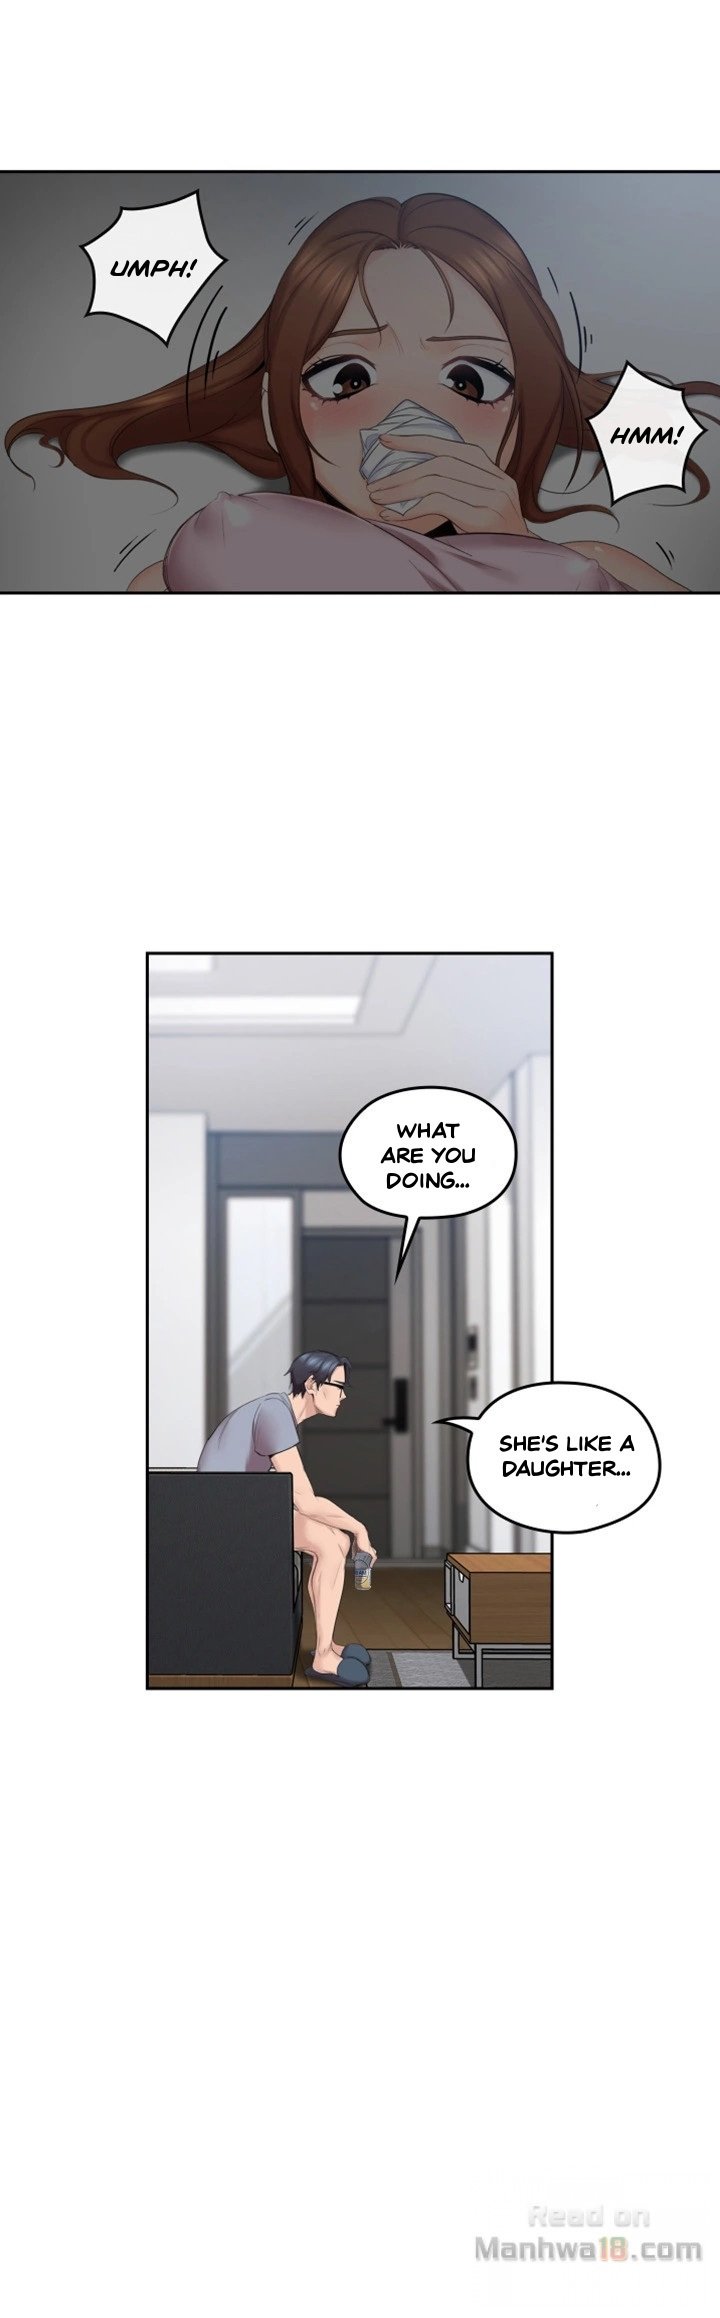 UMPH!
HMM!
WHAT
ARE YOU
DOING...
SHE'S LIKE A
DAUGHTER...
Read on
Manhwa18.com